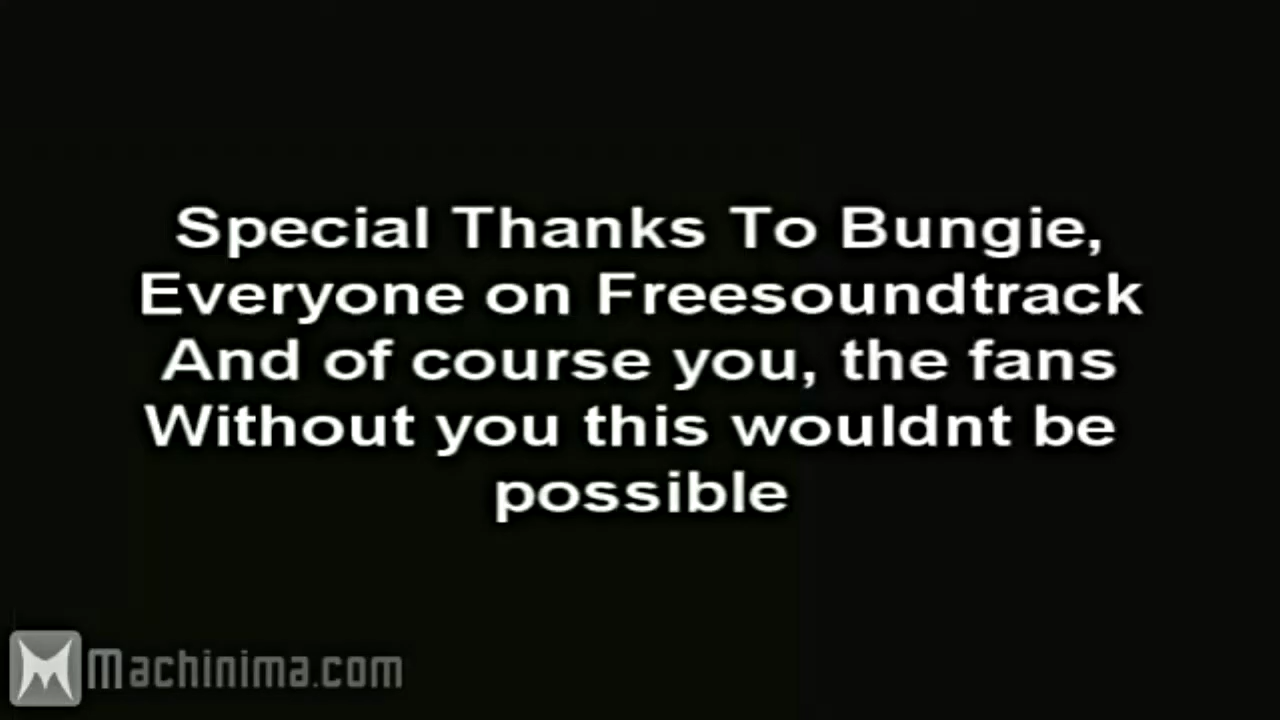 Special Thanks To Bungie,
Everyone on Freesoundtrack
And of course you, the fans
Without you this wouldnt be
possible
Machinima.com